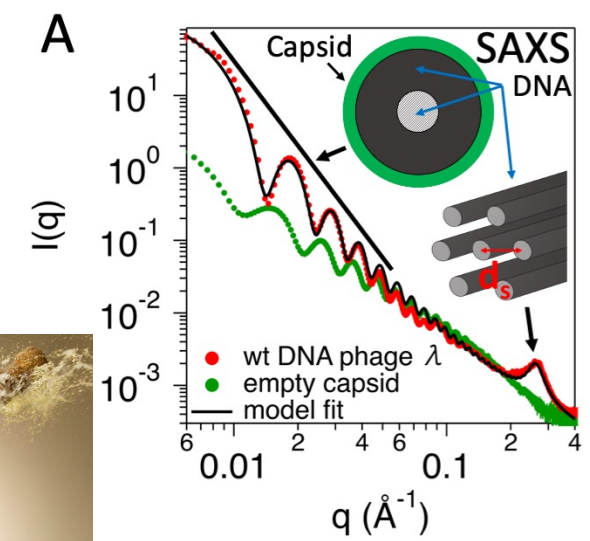 A
SAXS
Capsid
DNA
d_s
I(q)
10¹
10⁰
10⁻¹
10⁻²
10⁻³
wt DNA phage λ
empty capsid
model fit
6 2 4 6 2 4
0.01 0.1
q (Å⁻¹)